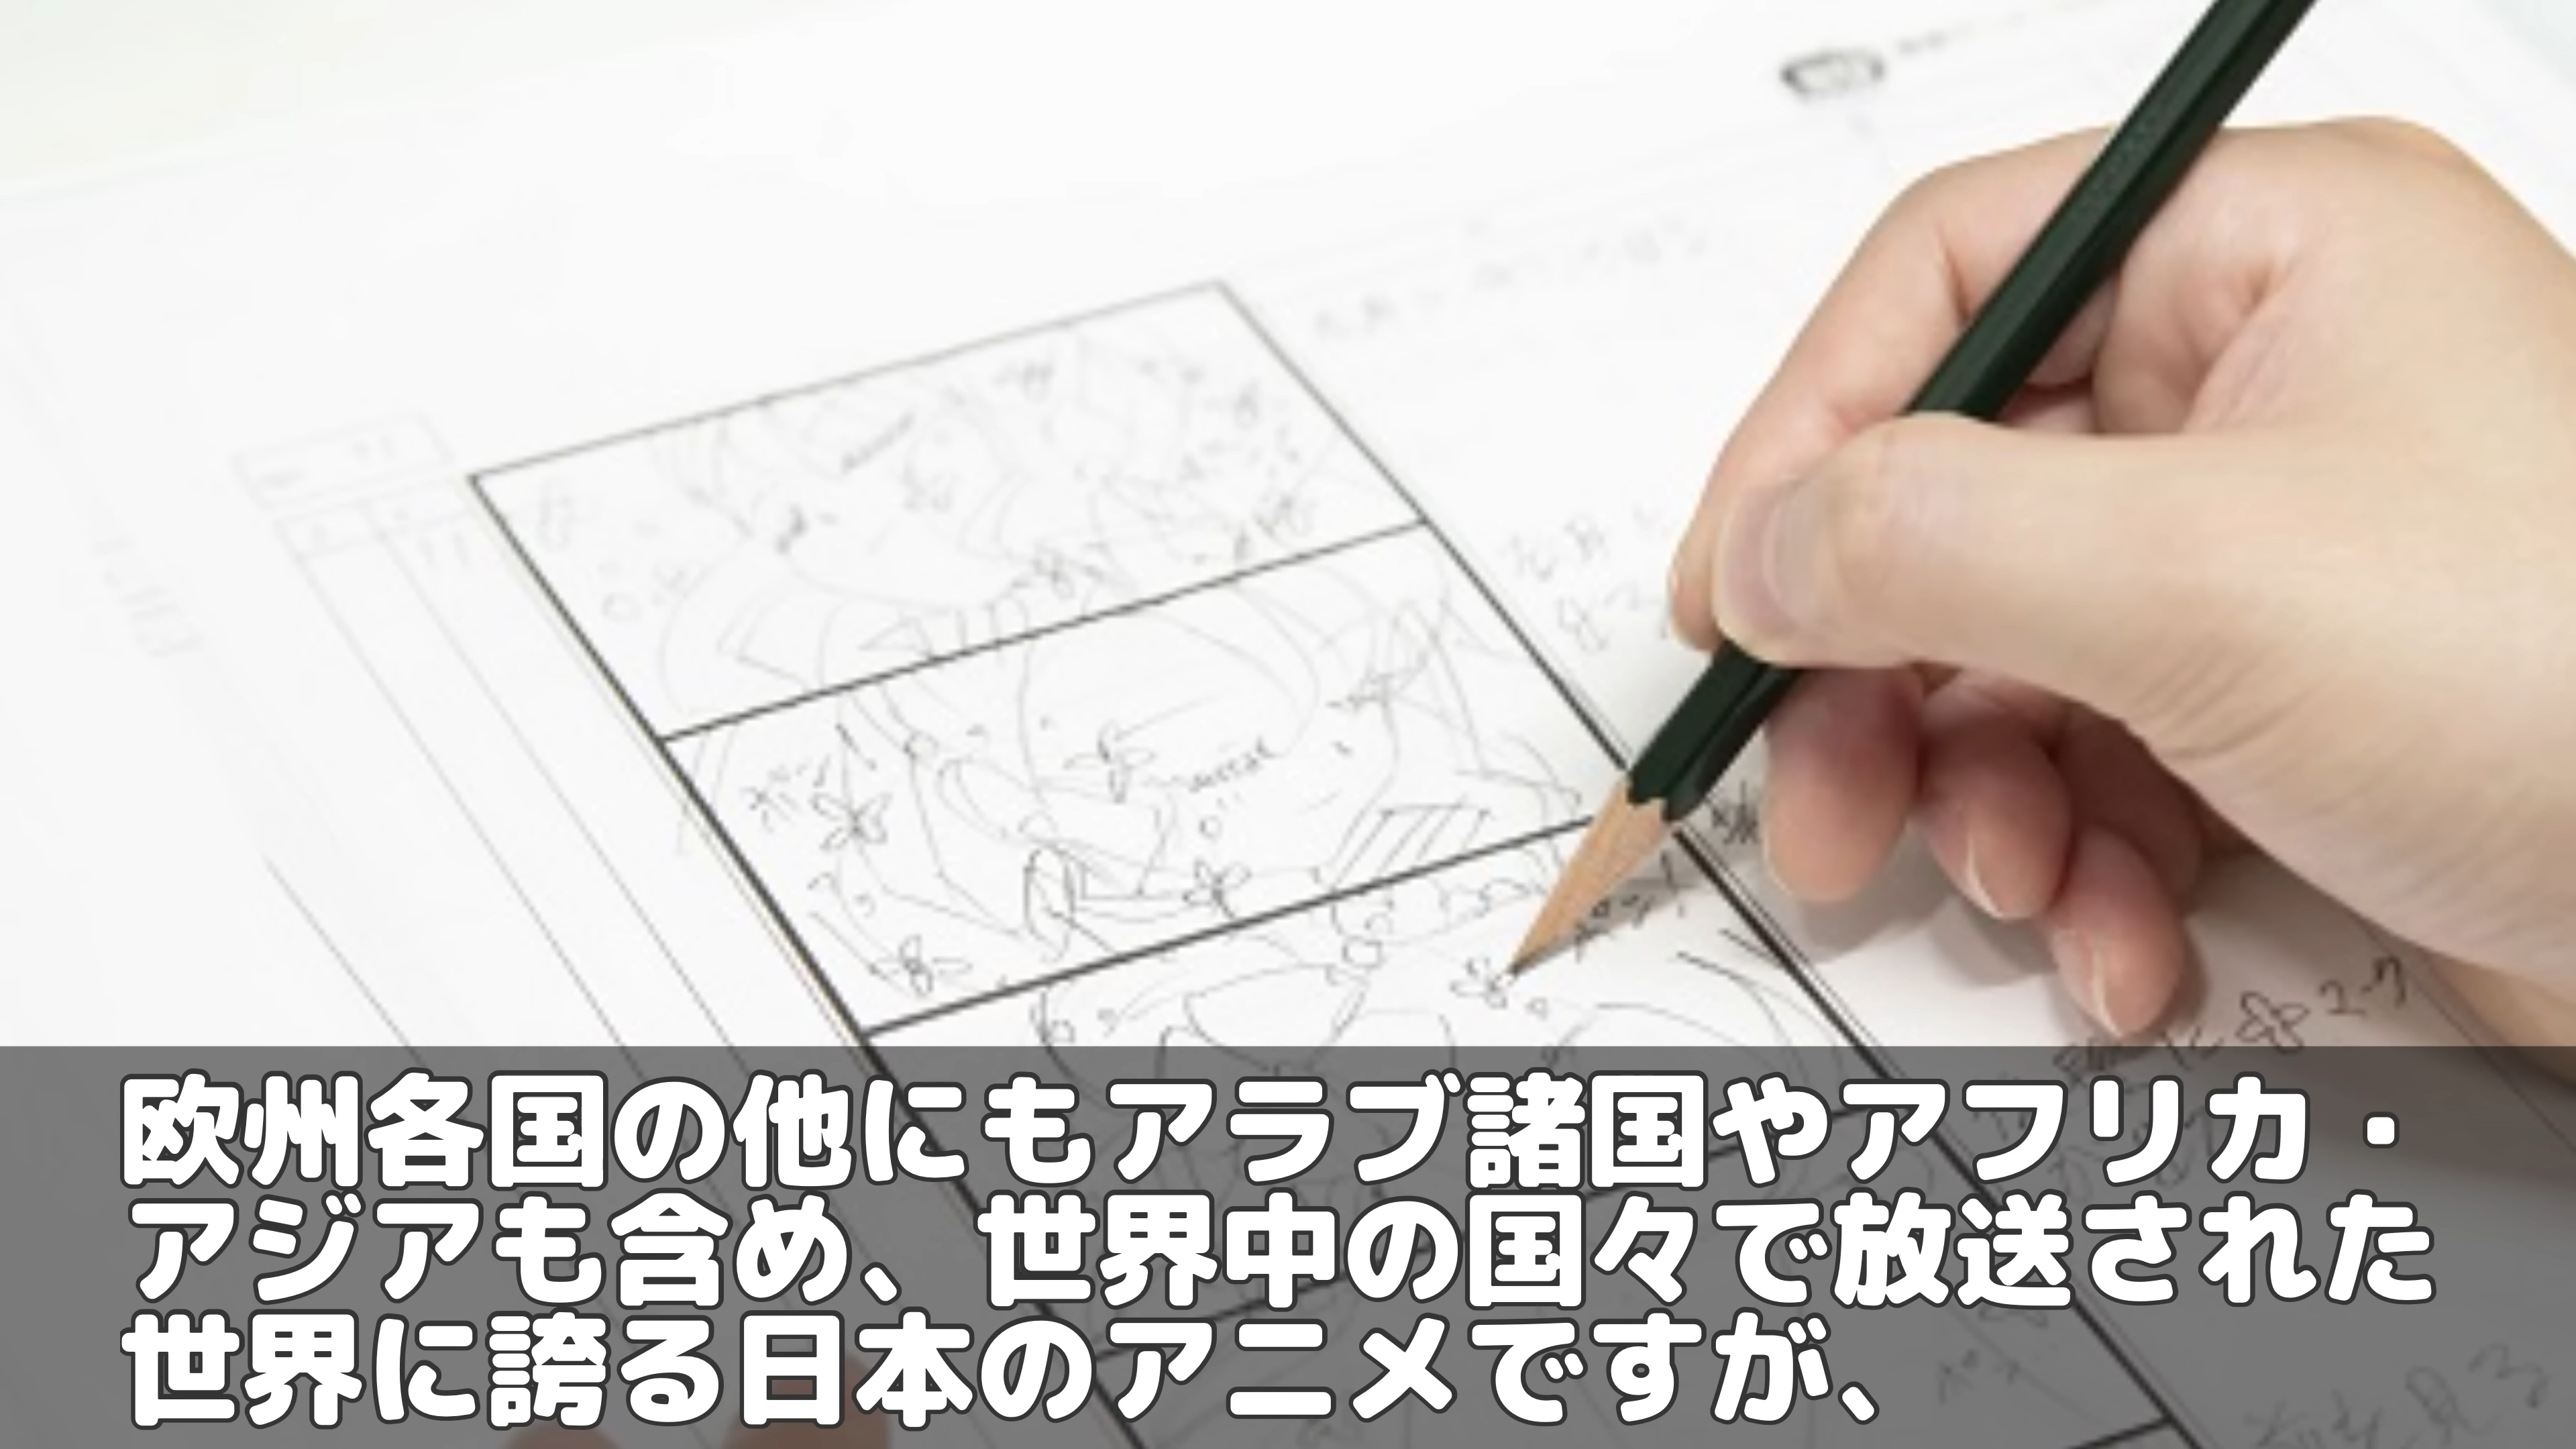 欧州各国の他にもアラブ諸国やアフリカ・
アジアも含め、世界中の国々で放送された
世界に誇る日本のアニメですが、